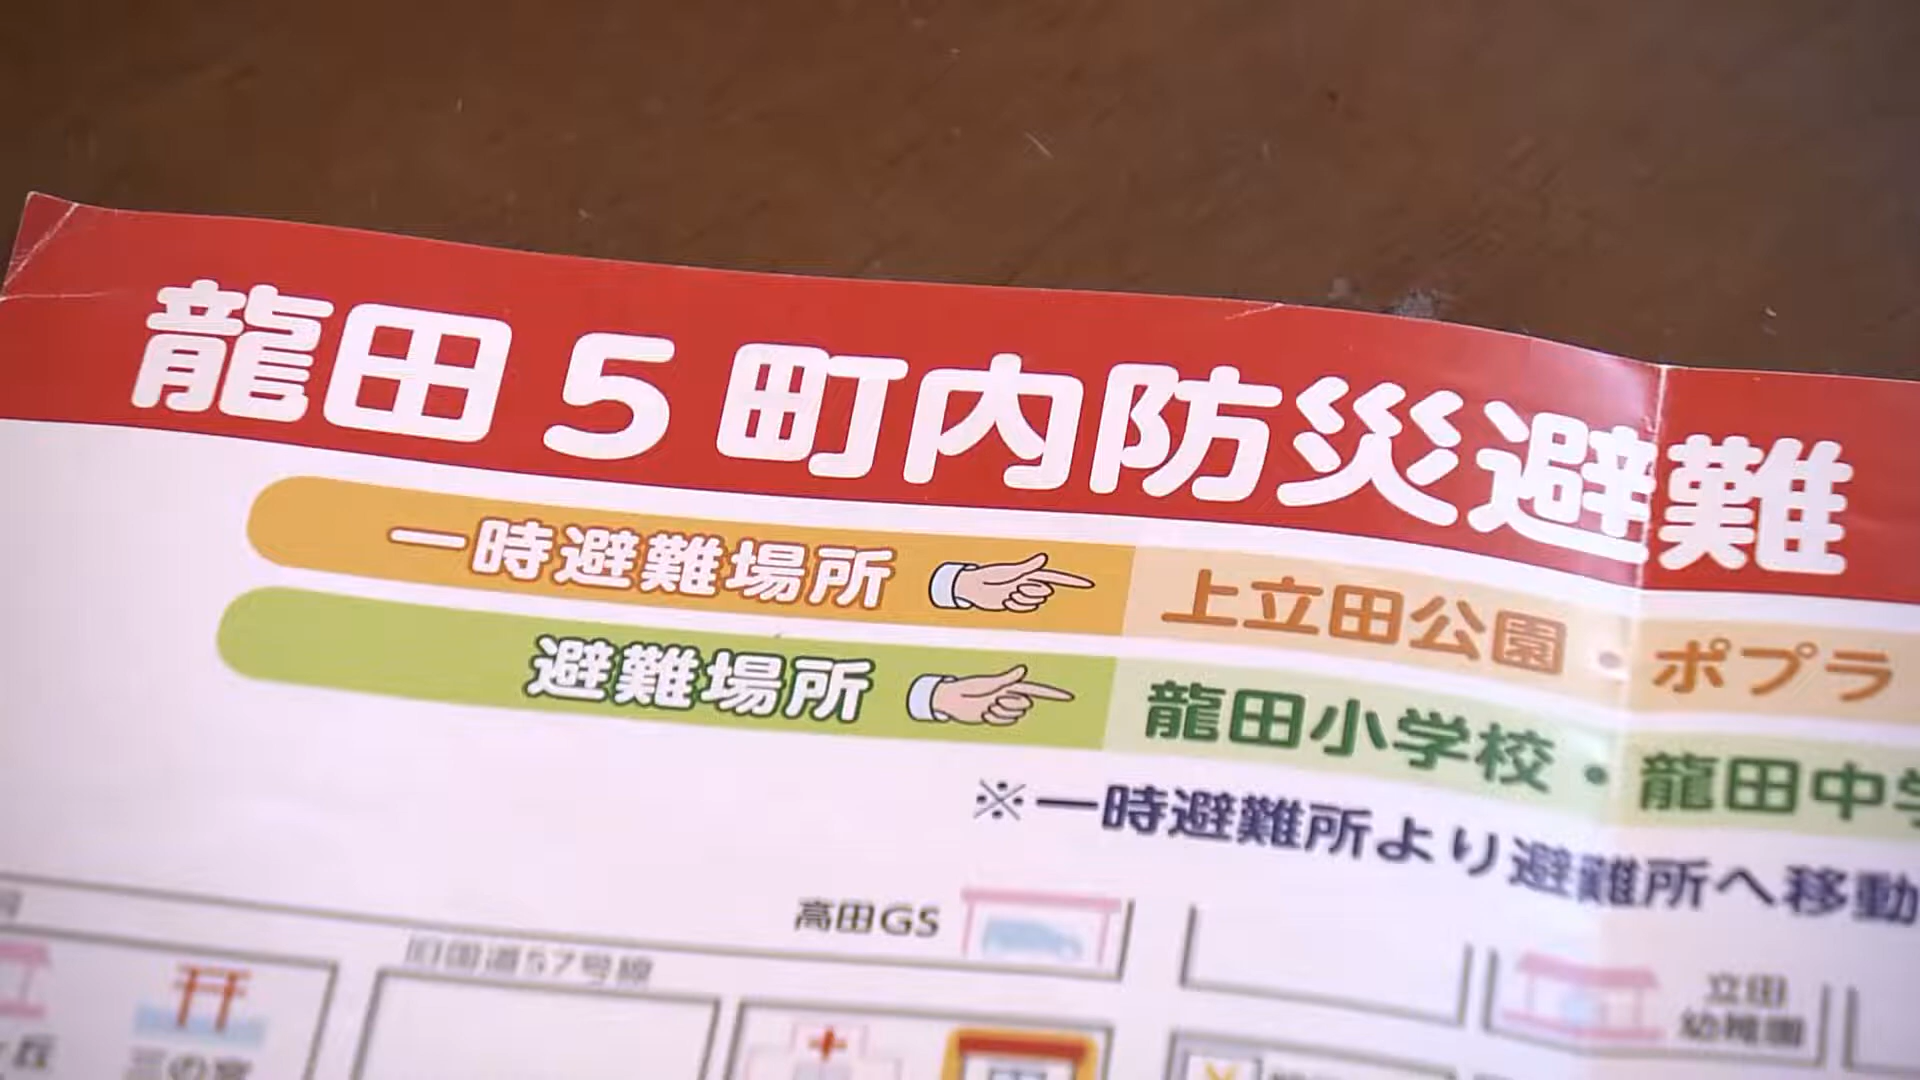 龍田5町内防災避難
一時避難場所 上立田公園・ポプラ
避難場所 龍田小学校・龍田中学
※一時避難所より避難所へ移動
高田GS
旧国道57号線
立田
幼稚園
三の宮